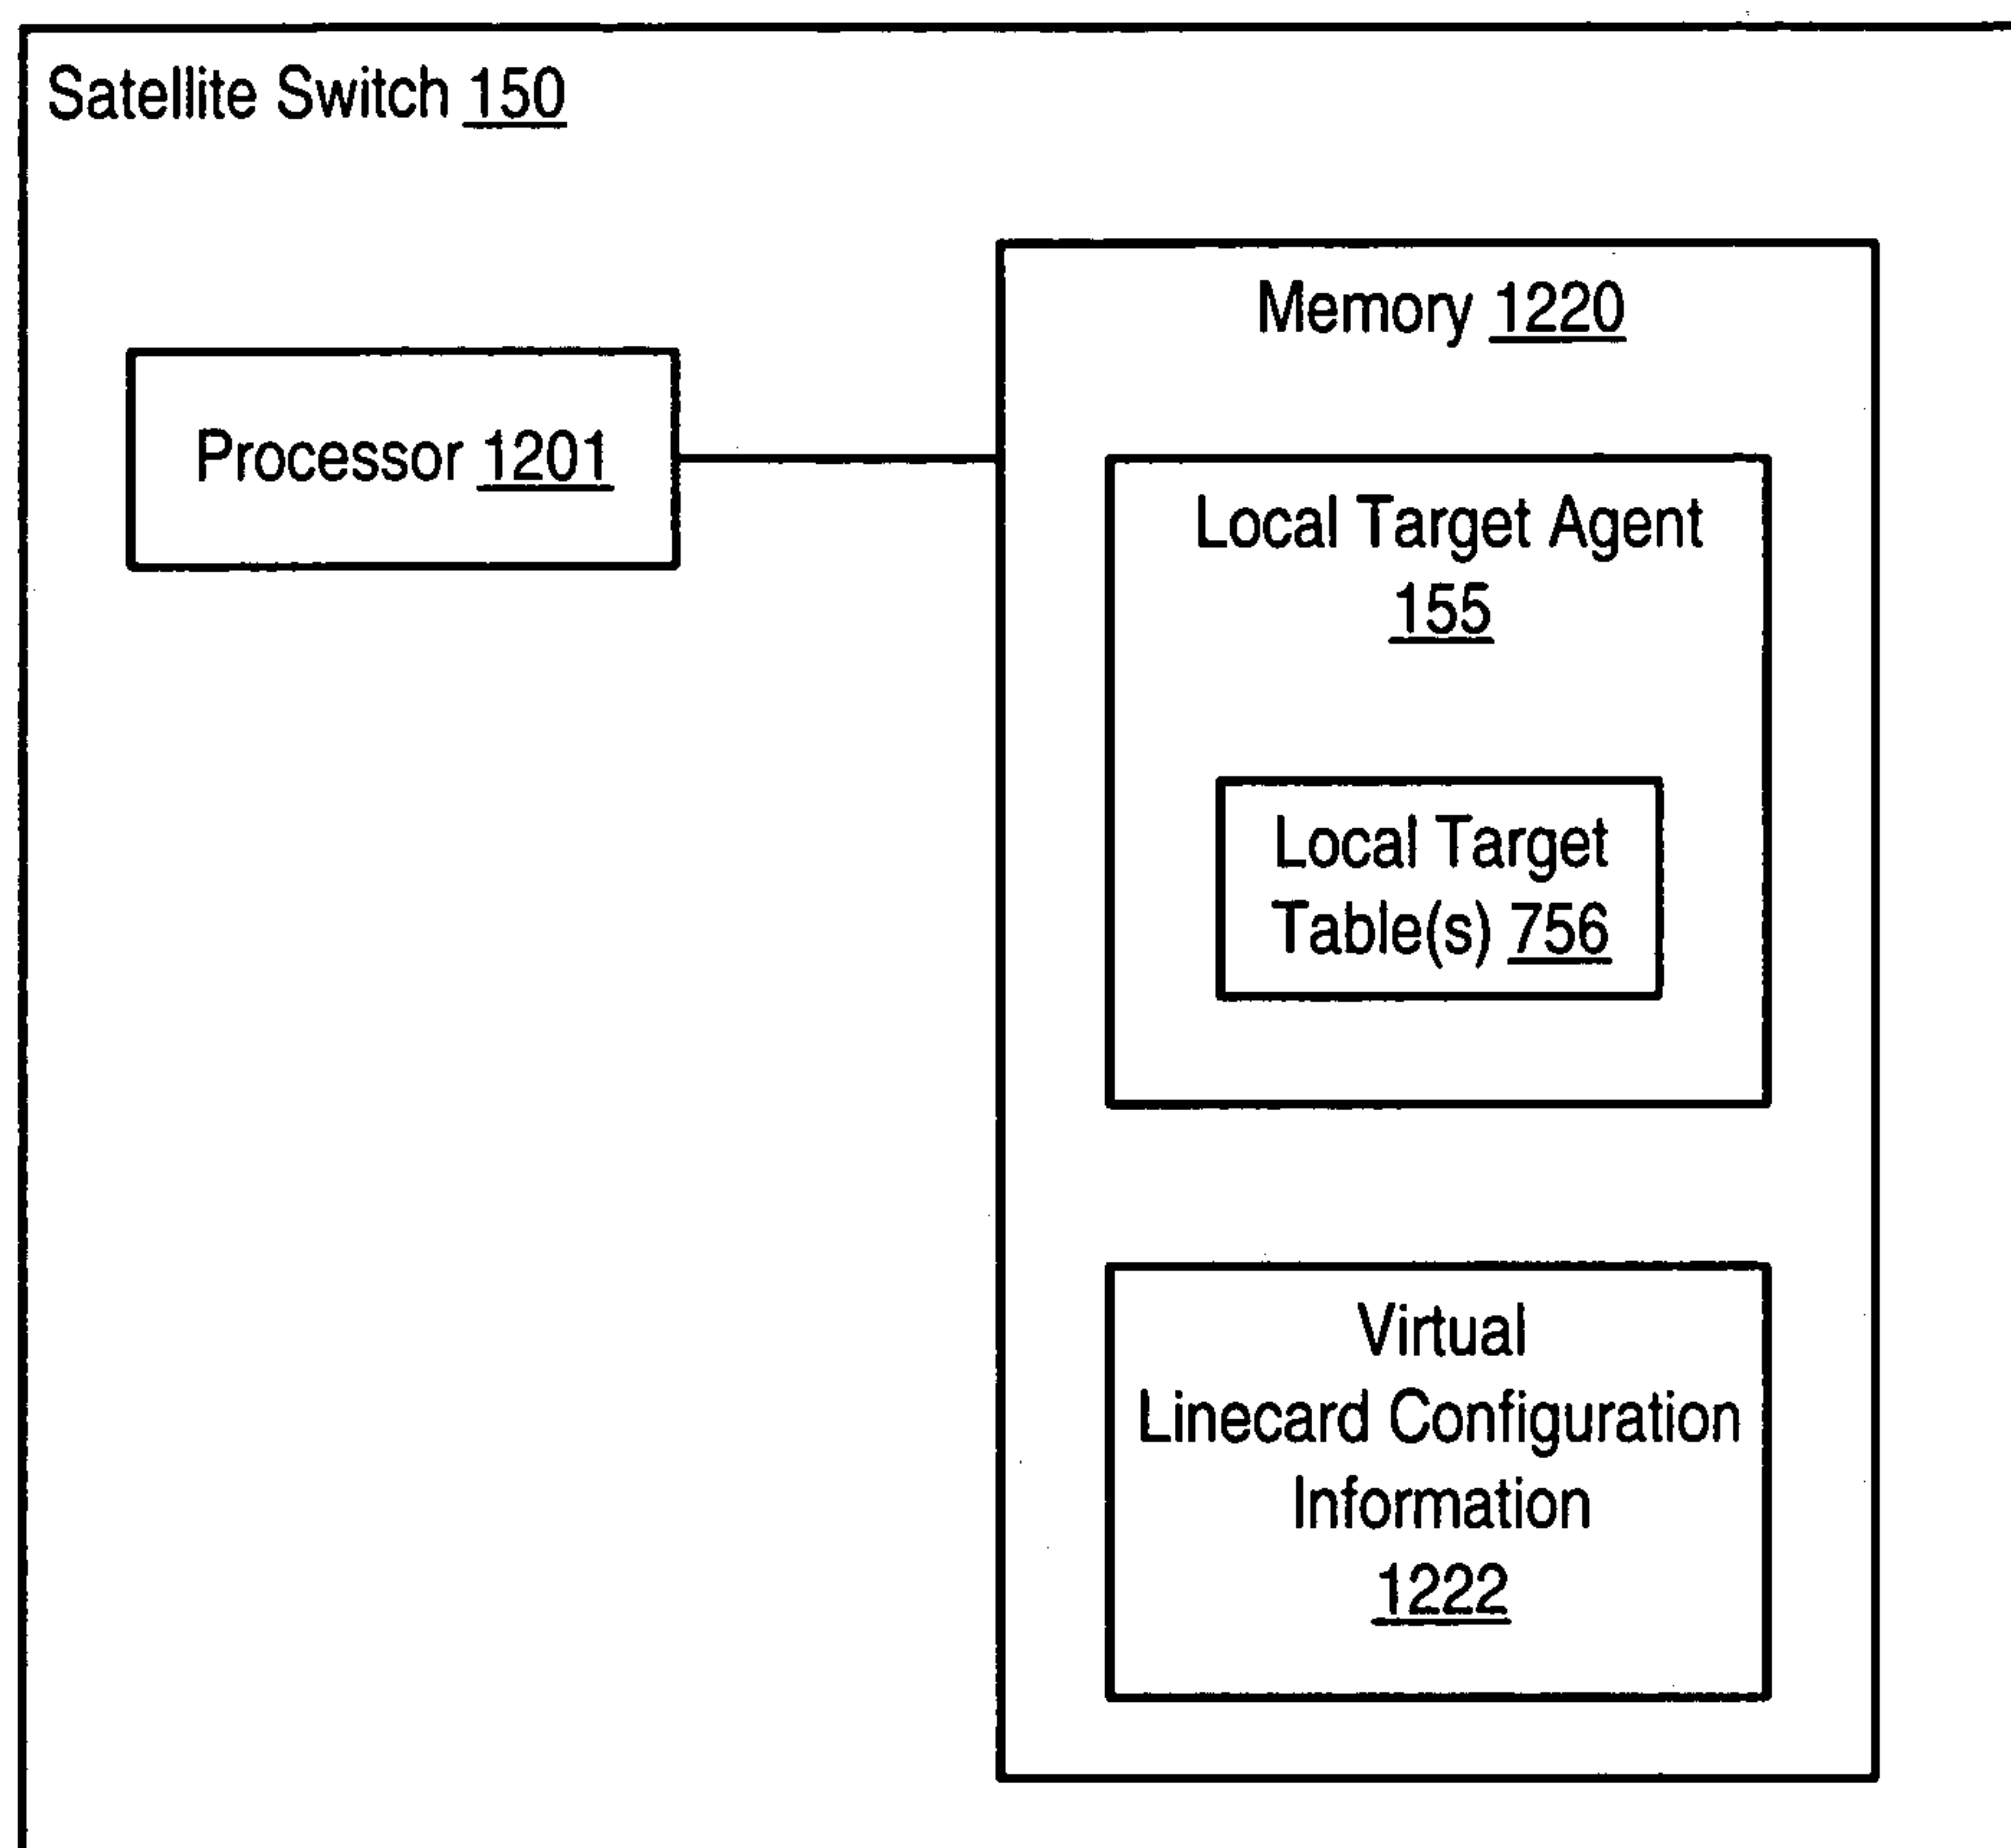 Satellite Switch 150
Memory 1220
Processor 1201
Local Target Agent
155
Local Target
Table(s) 756
Virtual
Linecard Configuration
Information
1222